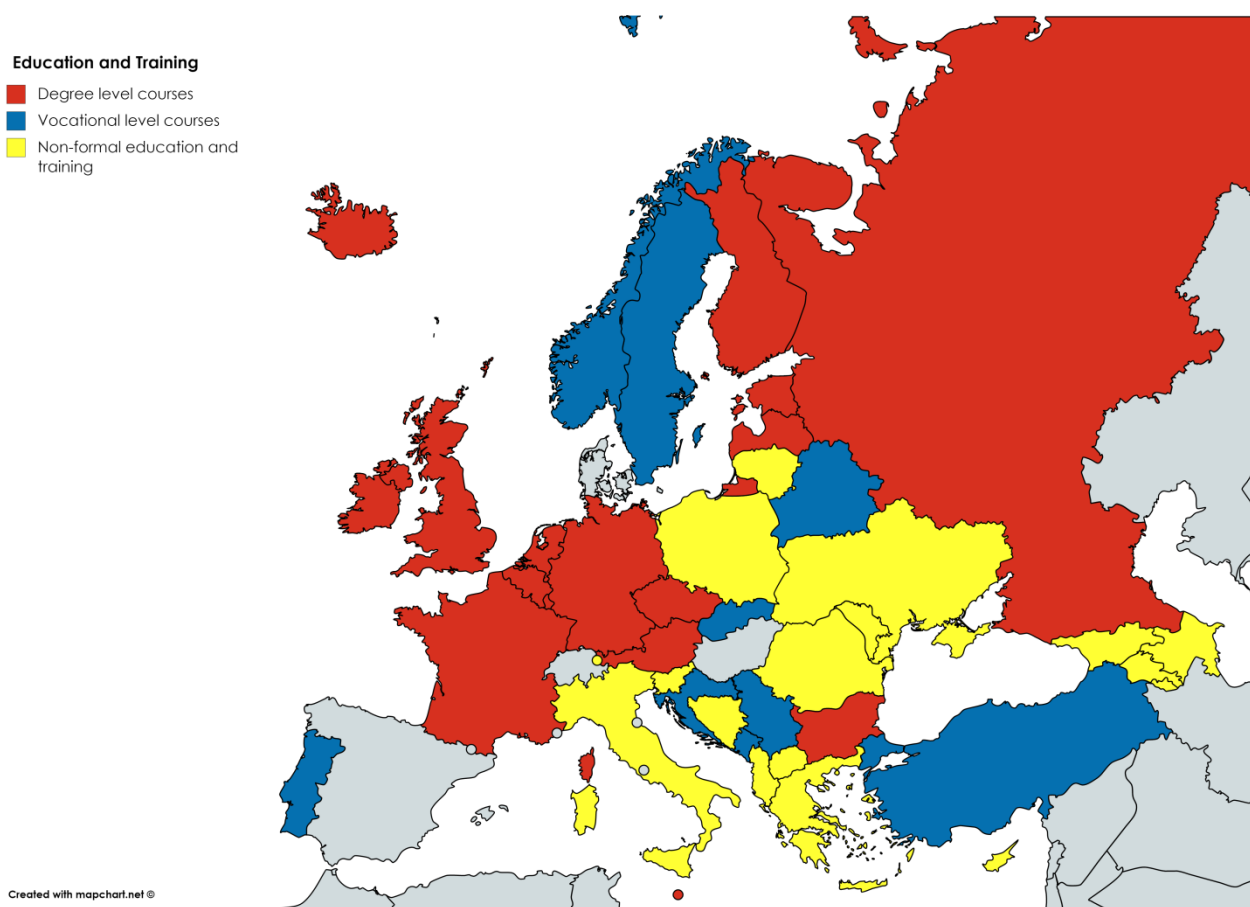 Education and Training
Degree level courses
Vocational level courses
Non-formal education and
training
Created with mapchart.net ©